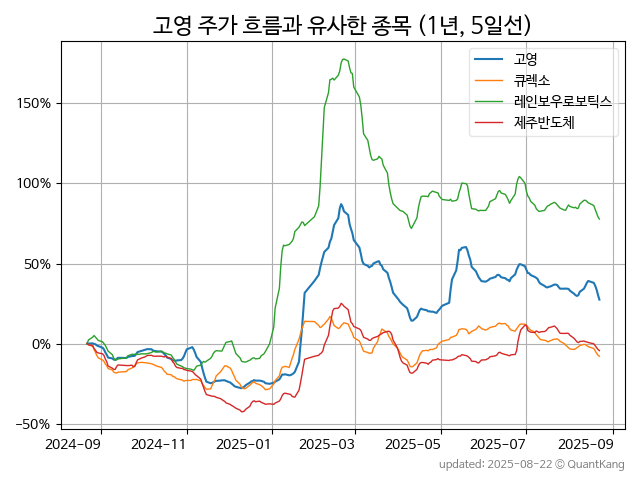 고영 주가 흐름과 유사한 종목 (1년, 5일선)
고영
큐렉소
레인보우로보틱스
제주반도체
150%
100%
50%
0%
−50%
2024-09 2024-11 2025-01 2025-03 2025-05 2025-07 2025-09
updated: 2025-08-22 © QuantKang